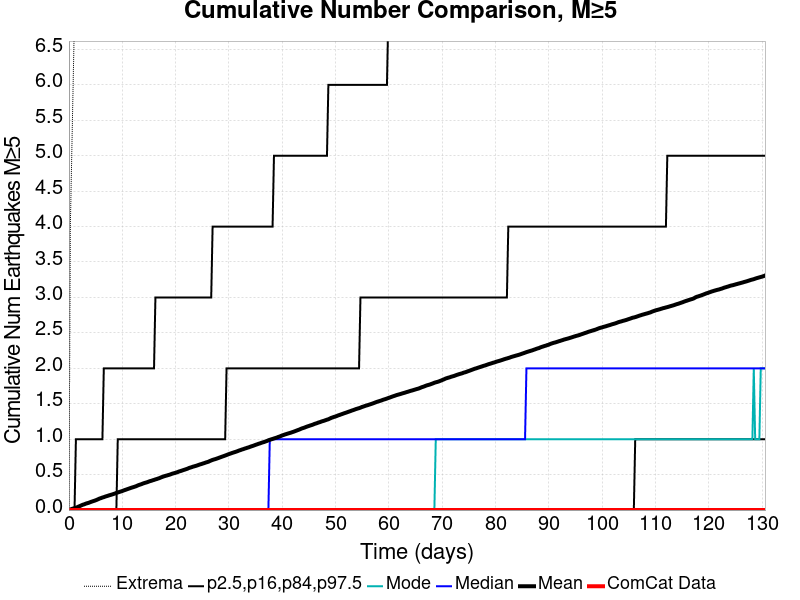 Cumulative Number Comparison, M≥5
Cumulative Num Earthquakes M≥5
6.5
6.0
5.5
5.0
4.5
4.0
3.5
3.0
2.5
2.0
1.5
1.0
0.5
0.0
0 10 20 30 40 50 60 70 80 90 100 110 120 130
Time (days)
Extrema p2.5,p16,p84,p97.5 Mode Median Mean ComCat Data